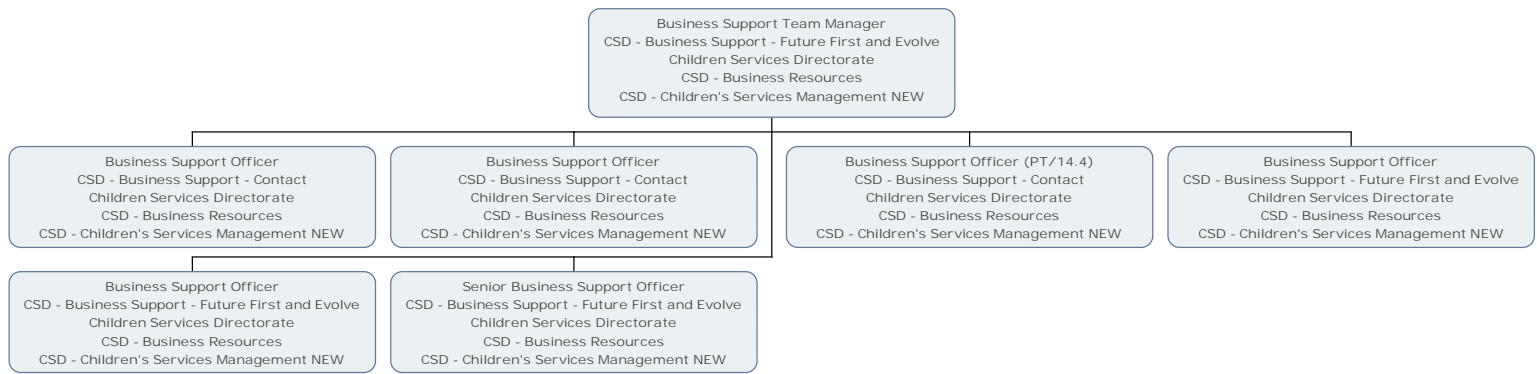 Business Support Team Manager
CSD - Business Support - Future First and Evolve
Children Services Directorate
CSD - Business Resources
CSD - Children's Services Management NEW
Business Support Officer
CSD - Business Support - Contact
Children Services Directorate
CSD - Business Resources
CSD - Children's Services Management NEW
Business Support Officer
CSD - Business Support - Contact
Children Services Directorate
CSD - Business Resources
CSD - Children's Services Management NEW
Business Support Officer (PT/14.4)
CSD - Business Support - Contact
Children Services Directorate
CSD - Business Resources
CSD - Children's Services Management NEW
Business Support Officer
CSD - Business Support - Future First and Evolve
Children Services Directorate
CSD - Business Resources
CSD - Children's Services Management NEW
Business Support Officer
CSD - Business Support - Future First and Evolve
Children Services Directorate
CSD - Business Resources
CSD - Children's Services Management NEW
Senior Business Support Officer
CSD - Business Support - Future First and Evolve
Children Services Directorate
CSD - Business Resources
CSD - Children's Services Management NEW